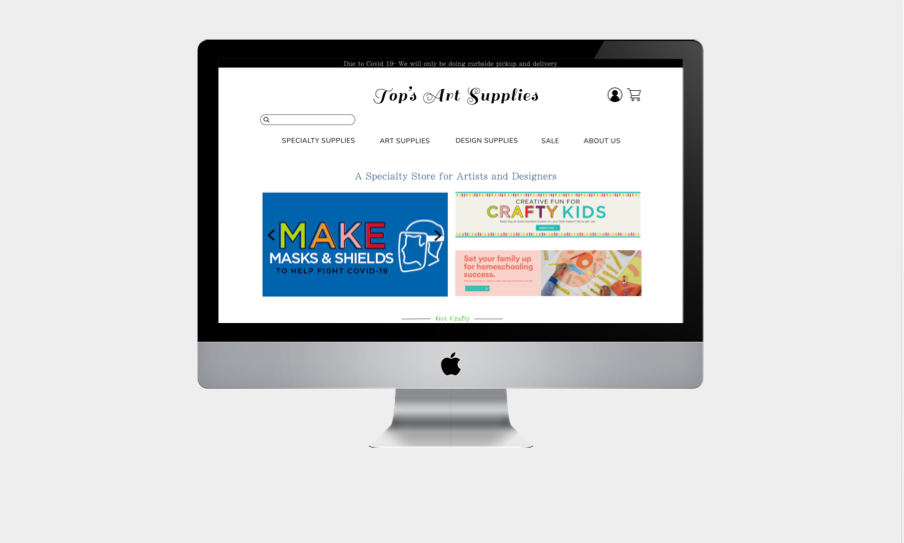 Due to Covid 19- We will only be doing curbside pickup and delivery
Top's Art Supplies
SPECIALTY SUPPLIES ART SUPPLIES DESIGN SUPPLIES SALE ABOUT US
A Specialty Store for Artists and Designers
MAKE
MASKS & SHIELDS
TO HELP FIGHT COVID-19
CREATIVE FUN FOR
CRAFTY KIDS
Set your family up
for homeschooling
success.
Get Crafty